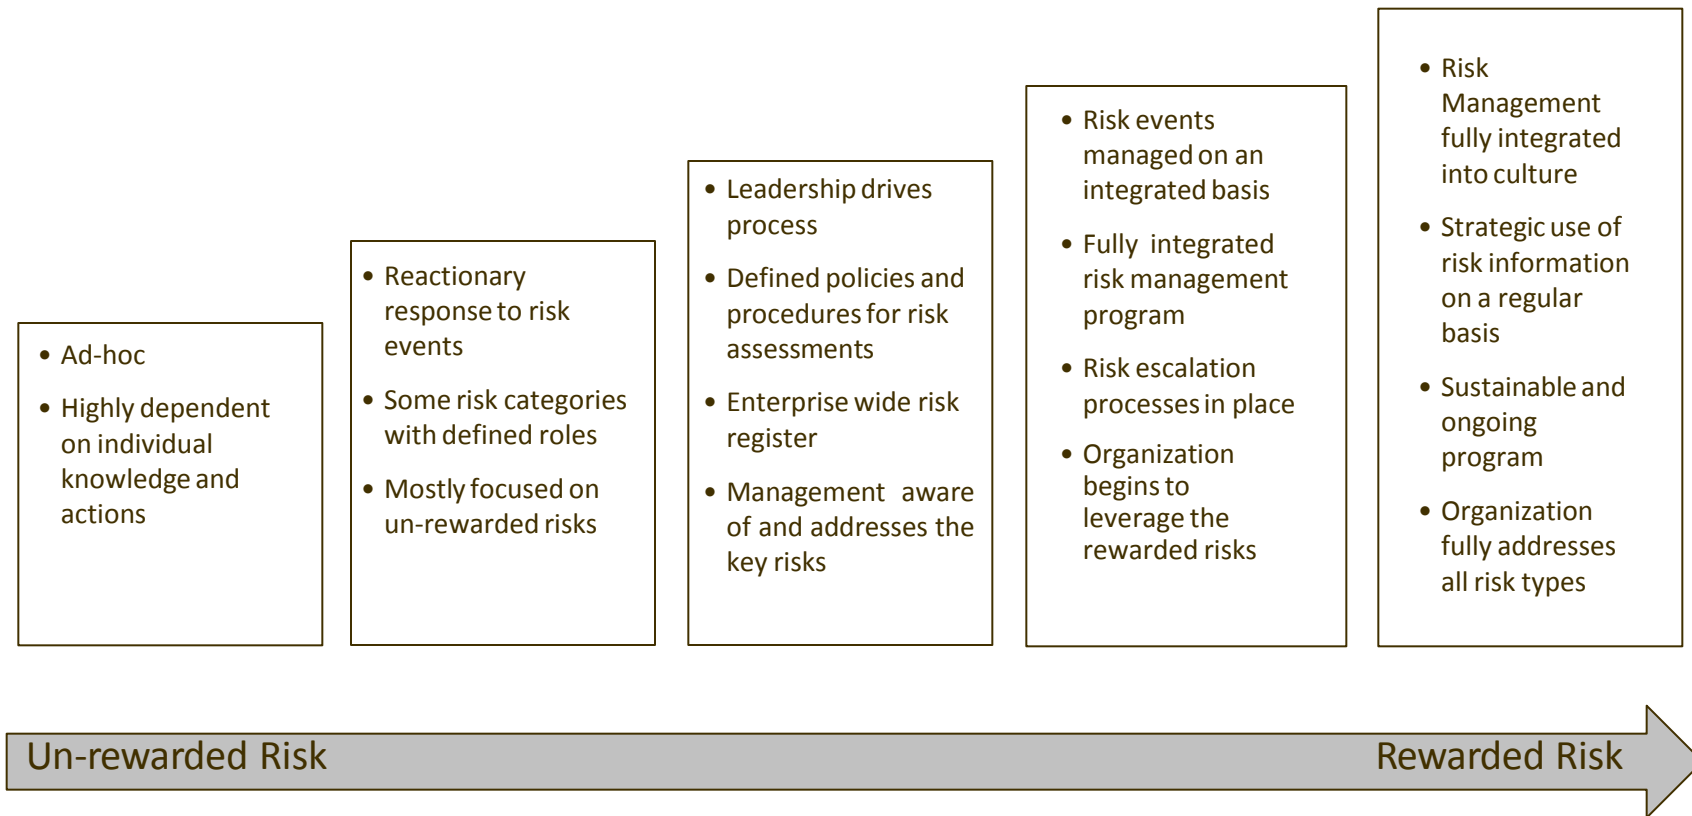 • Ad-hoc
• Highly dependent
on individual
knowledge and
actions
• Reactionary
response to risk
events
• Some risk categories
with defined roles
• Mostly focused on
un-rewarded risks
• Leadership drives
process
• Defined policies and
procedures for risk
assessments
• Enterprise wide risk
register
• Management aware
of and addresses the
key risks
• Risk events
managed on an
integrated basis
• Fully integrated
risk management
program
• Risk escalation
processes in place
• Organization
begins to
leverage the
rewarded risks
• Risk
Management
fully integrated
into culture
• Strategic use of
risk information
on a regular
basis
• Sustainable and
ongoing
program
• Organization
fully addresses
all risk types
Un-rewarded Risk
Rewarded Risk